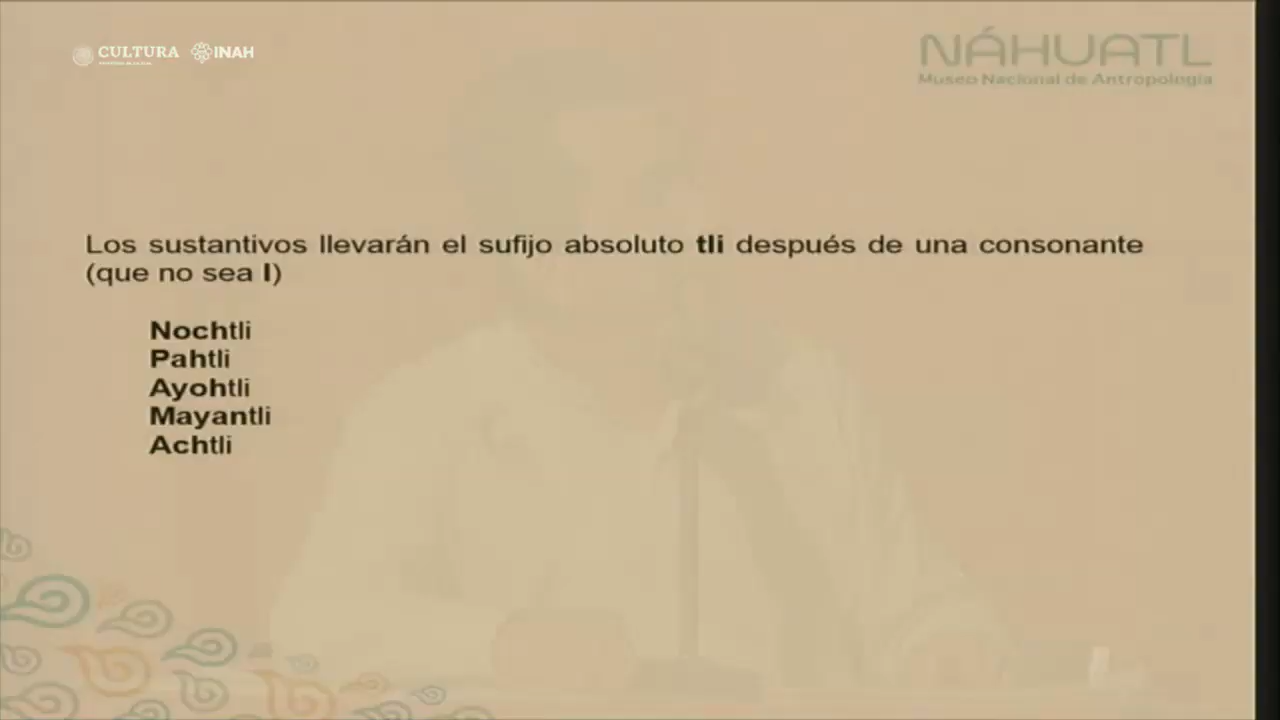 CULTURA INAH
NÁHUATL
Museo Nacional de Antropología
Los sustantivos llevarán el sufijo absoluto tli después de una consonante
(que no sea l)
Nochtli
Pahtli
Ayohtli
Mayantli
Achtli